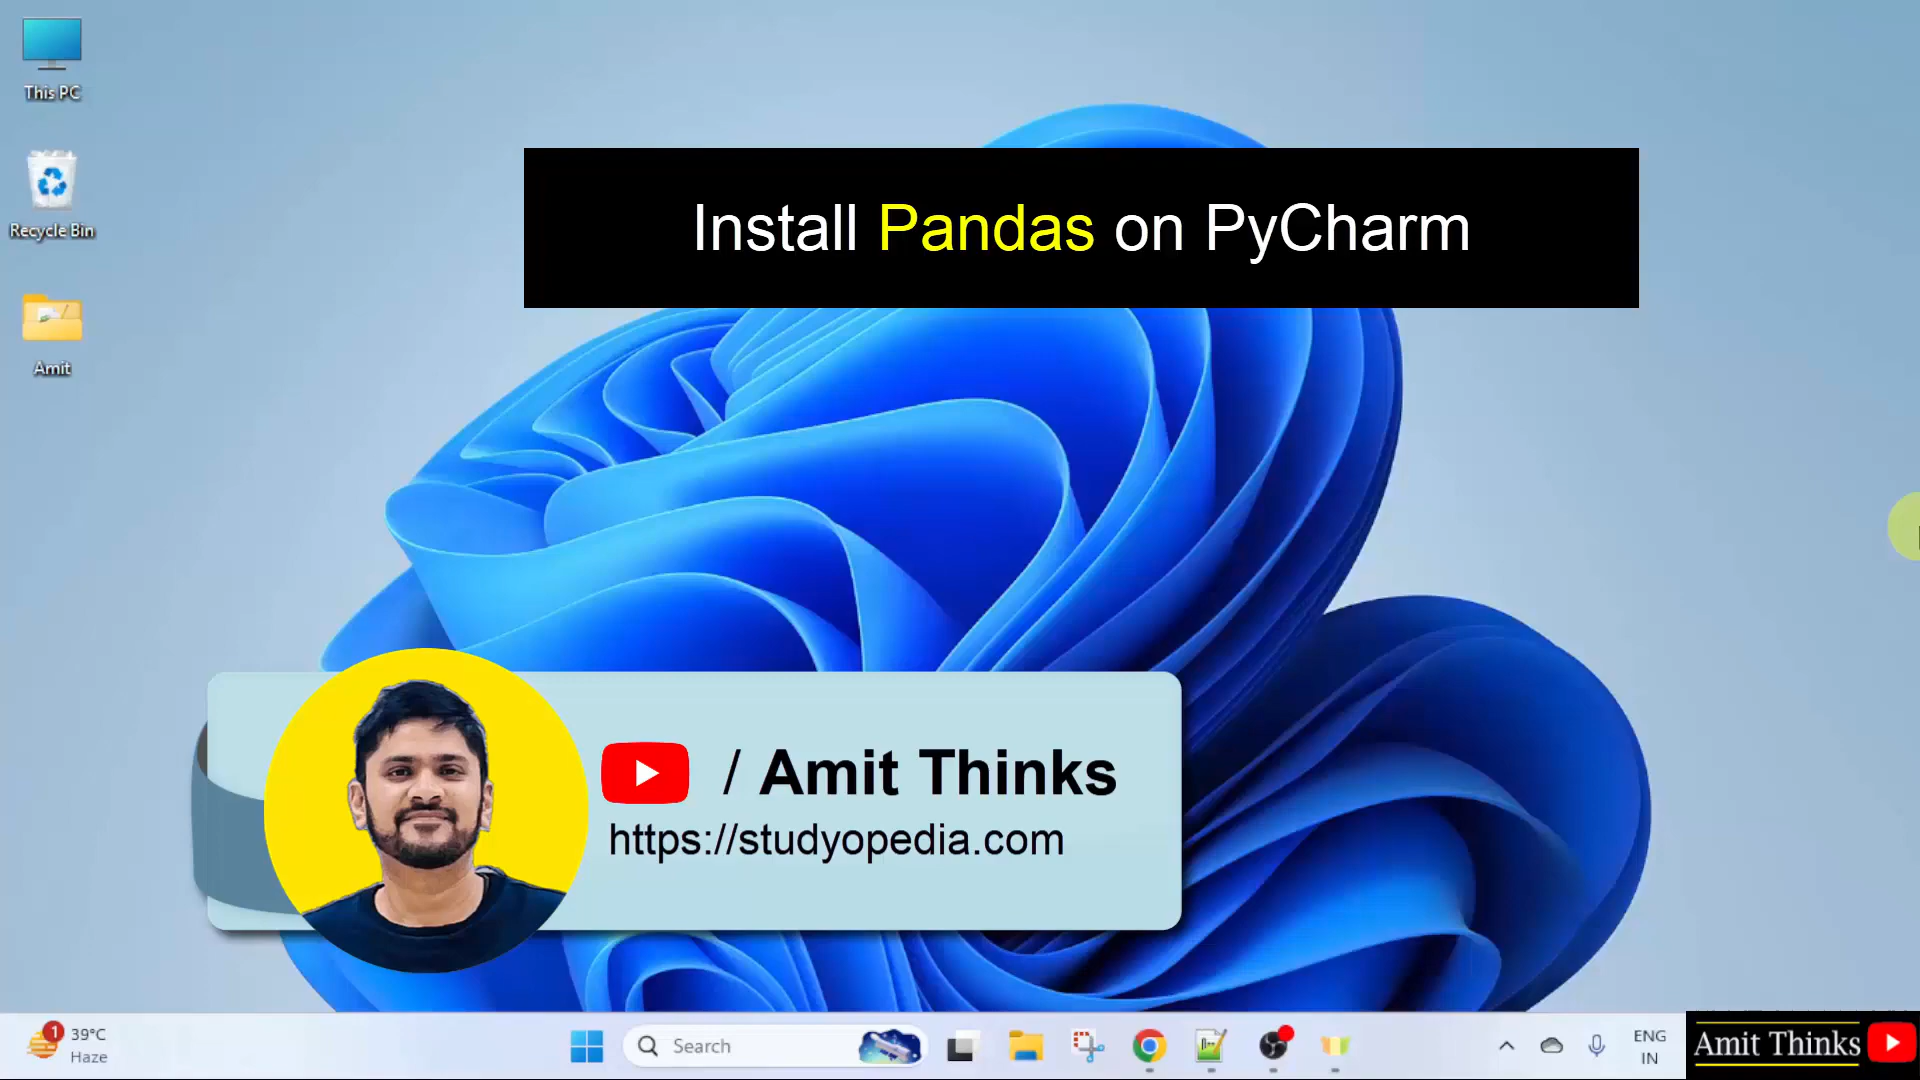 This PC
Recycle Bin
Amit
Install Pandas on PyCharm
/ Amit Thinks
https://studyopedia.com
1
39°C
Haze
Search
ENG
IN
Amit Thinks